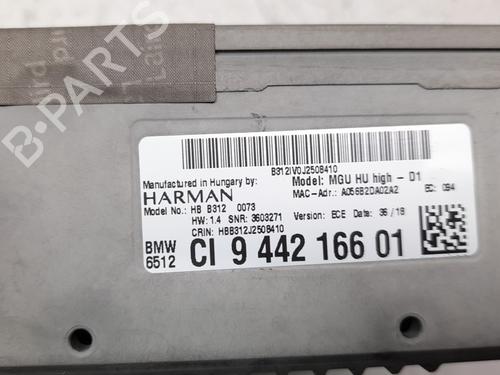 B312IV0J2508410
Manufactured in Hungary by:
HARMAN
Model: MGU HU high - D1
MAC-Adr.: A056B2DA02A2 EC: 094
Model No.: HB B312 0073
HW: 1.4 SNR: 3603271
Version: ECE Date: 36 / 18
CRIN: HBB312J2508410
BMW
6512
CI 9 442 166 01
B-PARTS